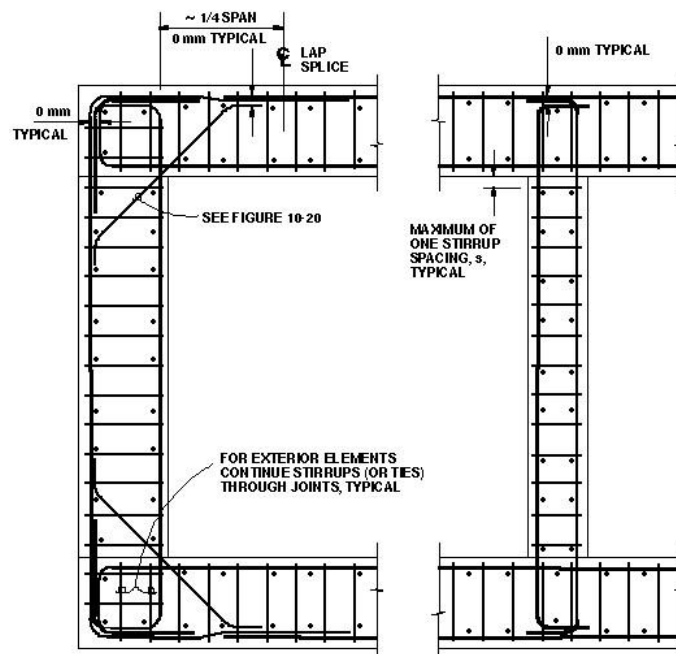 ~ 1/4 SPAN
0 mm TYPICAL
C
L
LAP
SPLICE
0 mm TYPICAL
0 mm
TYPICAL
SEE FIGURE 10-20
MAXIMUM OF
ONE STIRRUP
SPACING, s,
TYPICAL
FOR EXTERIOR ELEMENTS
CONTINUE STIRRUPS (OR TIES)
THROUGH JOINTS, TYPICAL